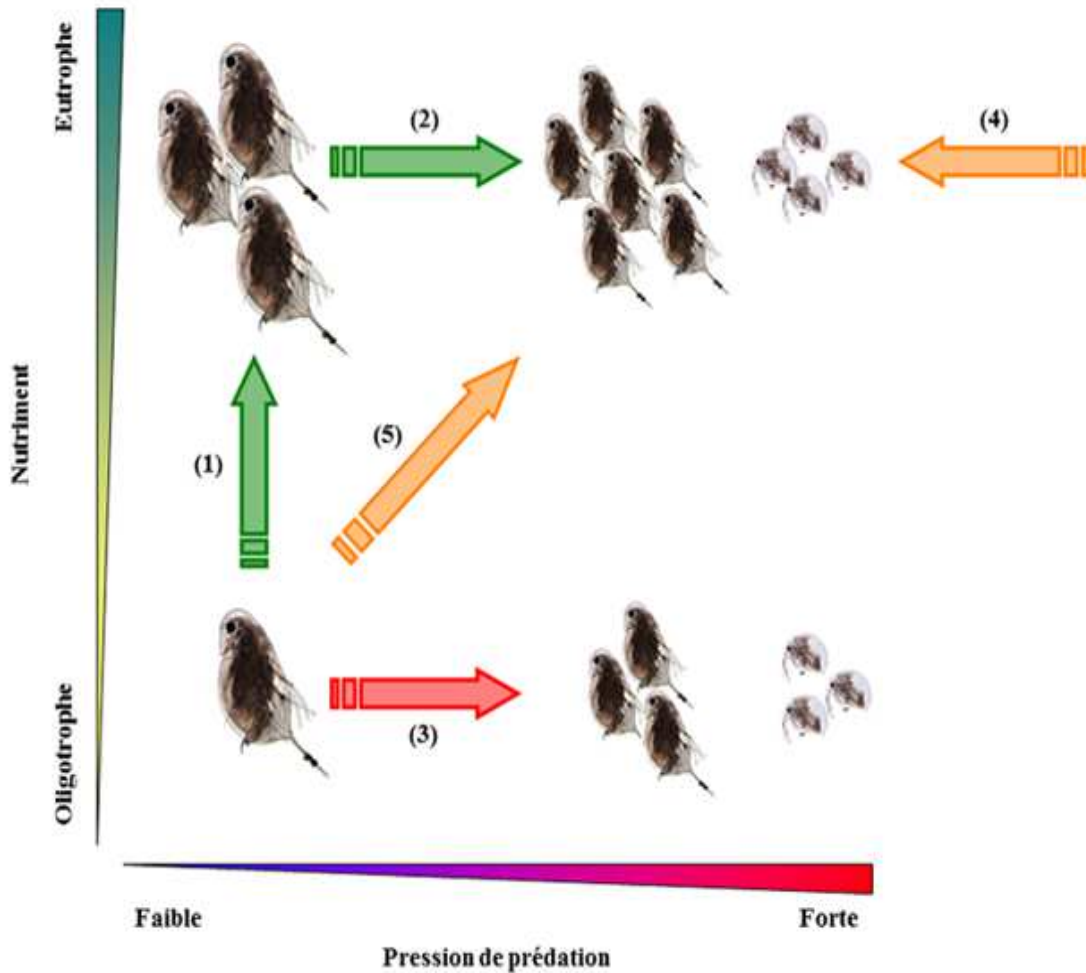 Eutrophe
(2)
(4)
Nutriment
(1)
(5)
Oligotrophe
(3)
Faible
Forte
Pression de prédation